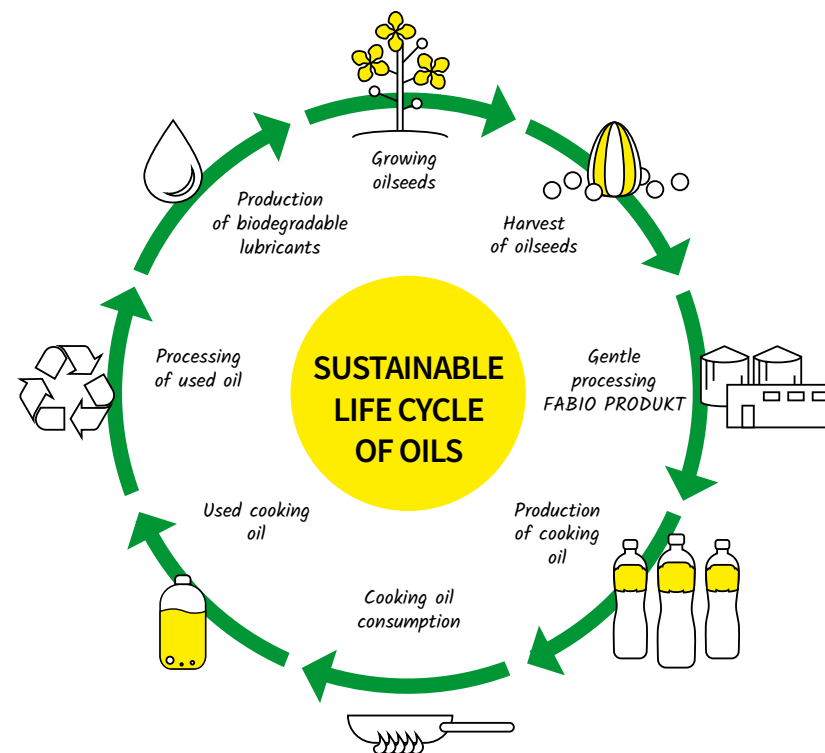 Growing
oilseeds
Harvest
of oilseeds
Gentle
processing
FABIO PRODUKT
Production
of cooking
oil
Cooking oil
consumption
Used cooking
oil
Processing
of used oil
Production
of biodegradable
lubricants
SUSTAINABLE
LIFE CYCLE
OF OILS